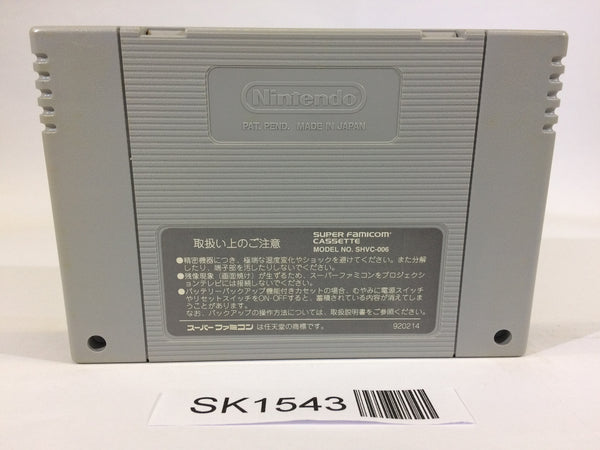 Nintendo
PAT. PEND. MADE IN JAPAN
取扱い上のご注意
SUPER FAMICOM
CASSETTE
MODEL NO. SHVC-006
●精密機器につき、極端な温度変化やショックを避けてください。また分解
したり、端子部を汚したりしないでください。
●残像現象(画面焼け)が生ずるため、スーパーファミコンをプロジェクシ
ョンテレビには接続しないでください。
●バッテリーバックアップ機能付きカセットの場合、むやみに電源スイッチ
やリセットスイッチをON・OFFすると、蓄積されている内容が消えてしま
うことがあります。
なお、バックアップの操作方法については、取扱説明書をご参照ください。
スーパーファミコン は任天堂の商標です。
920214
SK1543